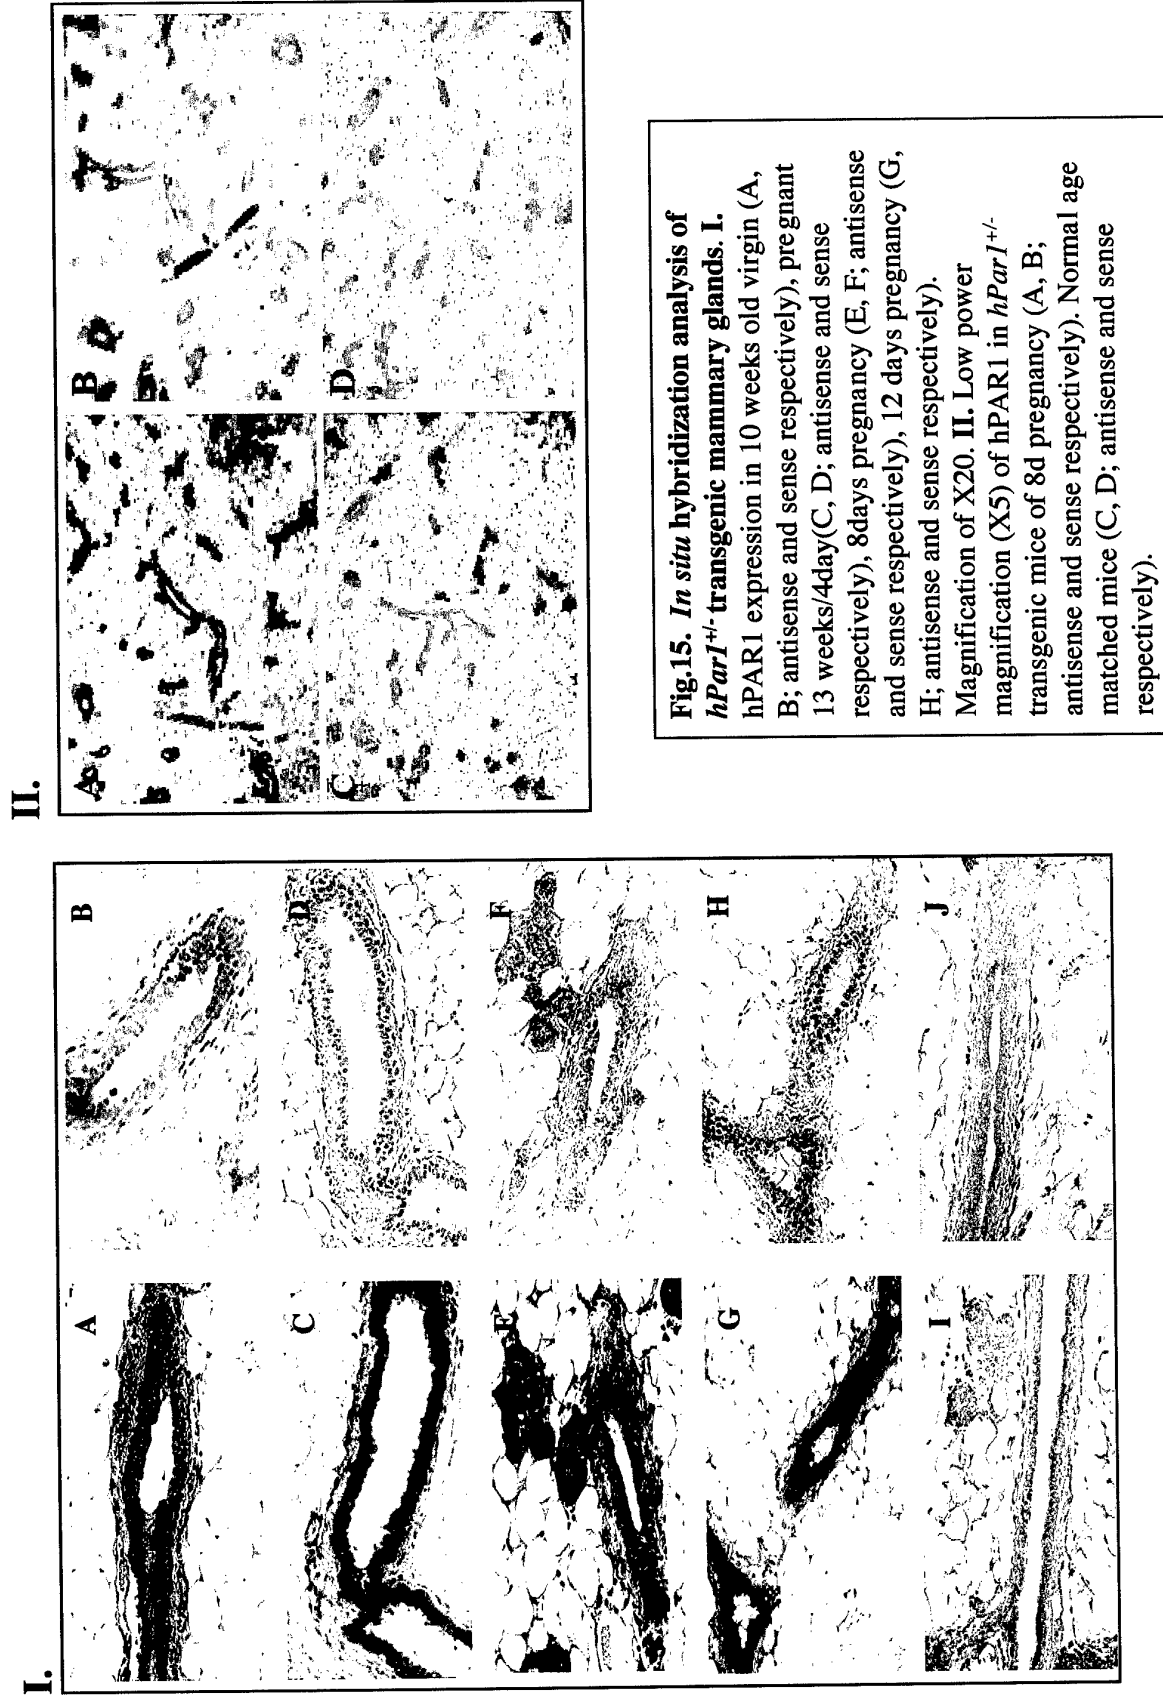 I.
A
B
C
D
E
F
G
H
I
J
II.
A
B
C
D
Fig.15. In situ hybridization analysis of
hPar1+/- transgenic mammary glands. I.
hPAR1 expression in 10 weeks old virgin (A,
B; antisense and sense respectively), pregnant
13 weeks/4day(C, D; antisense and sense
respectively), 8days pregnancy (E, F; antisense
and sense respectively), 12 days pregnancy (G,
H; antisense and sense respectively).
Magnification of X20. II. Low power
magnification (X5) of hPAR1 in hPar1+/-
transgenic mice of 8d pregnancy (A, B;
antisense and sense respectively). Normal age
matched mice (C, D; antisense and sense
respectively).